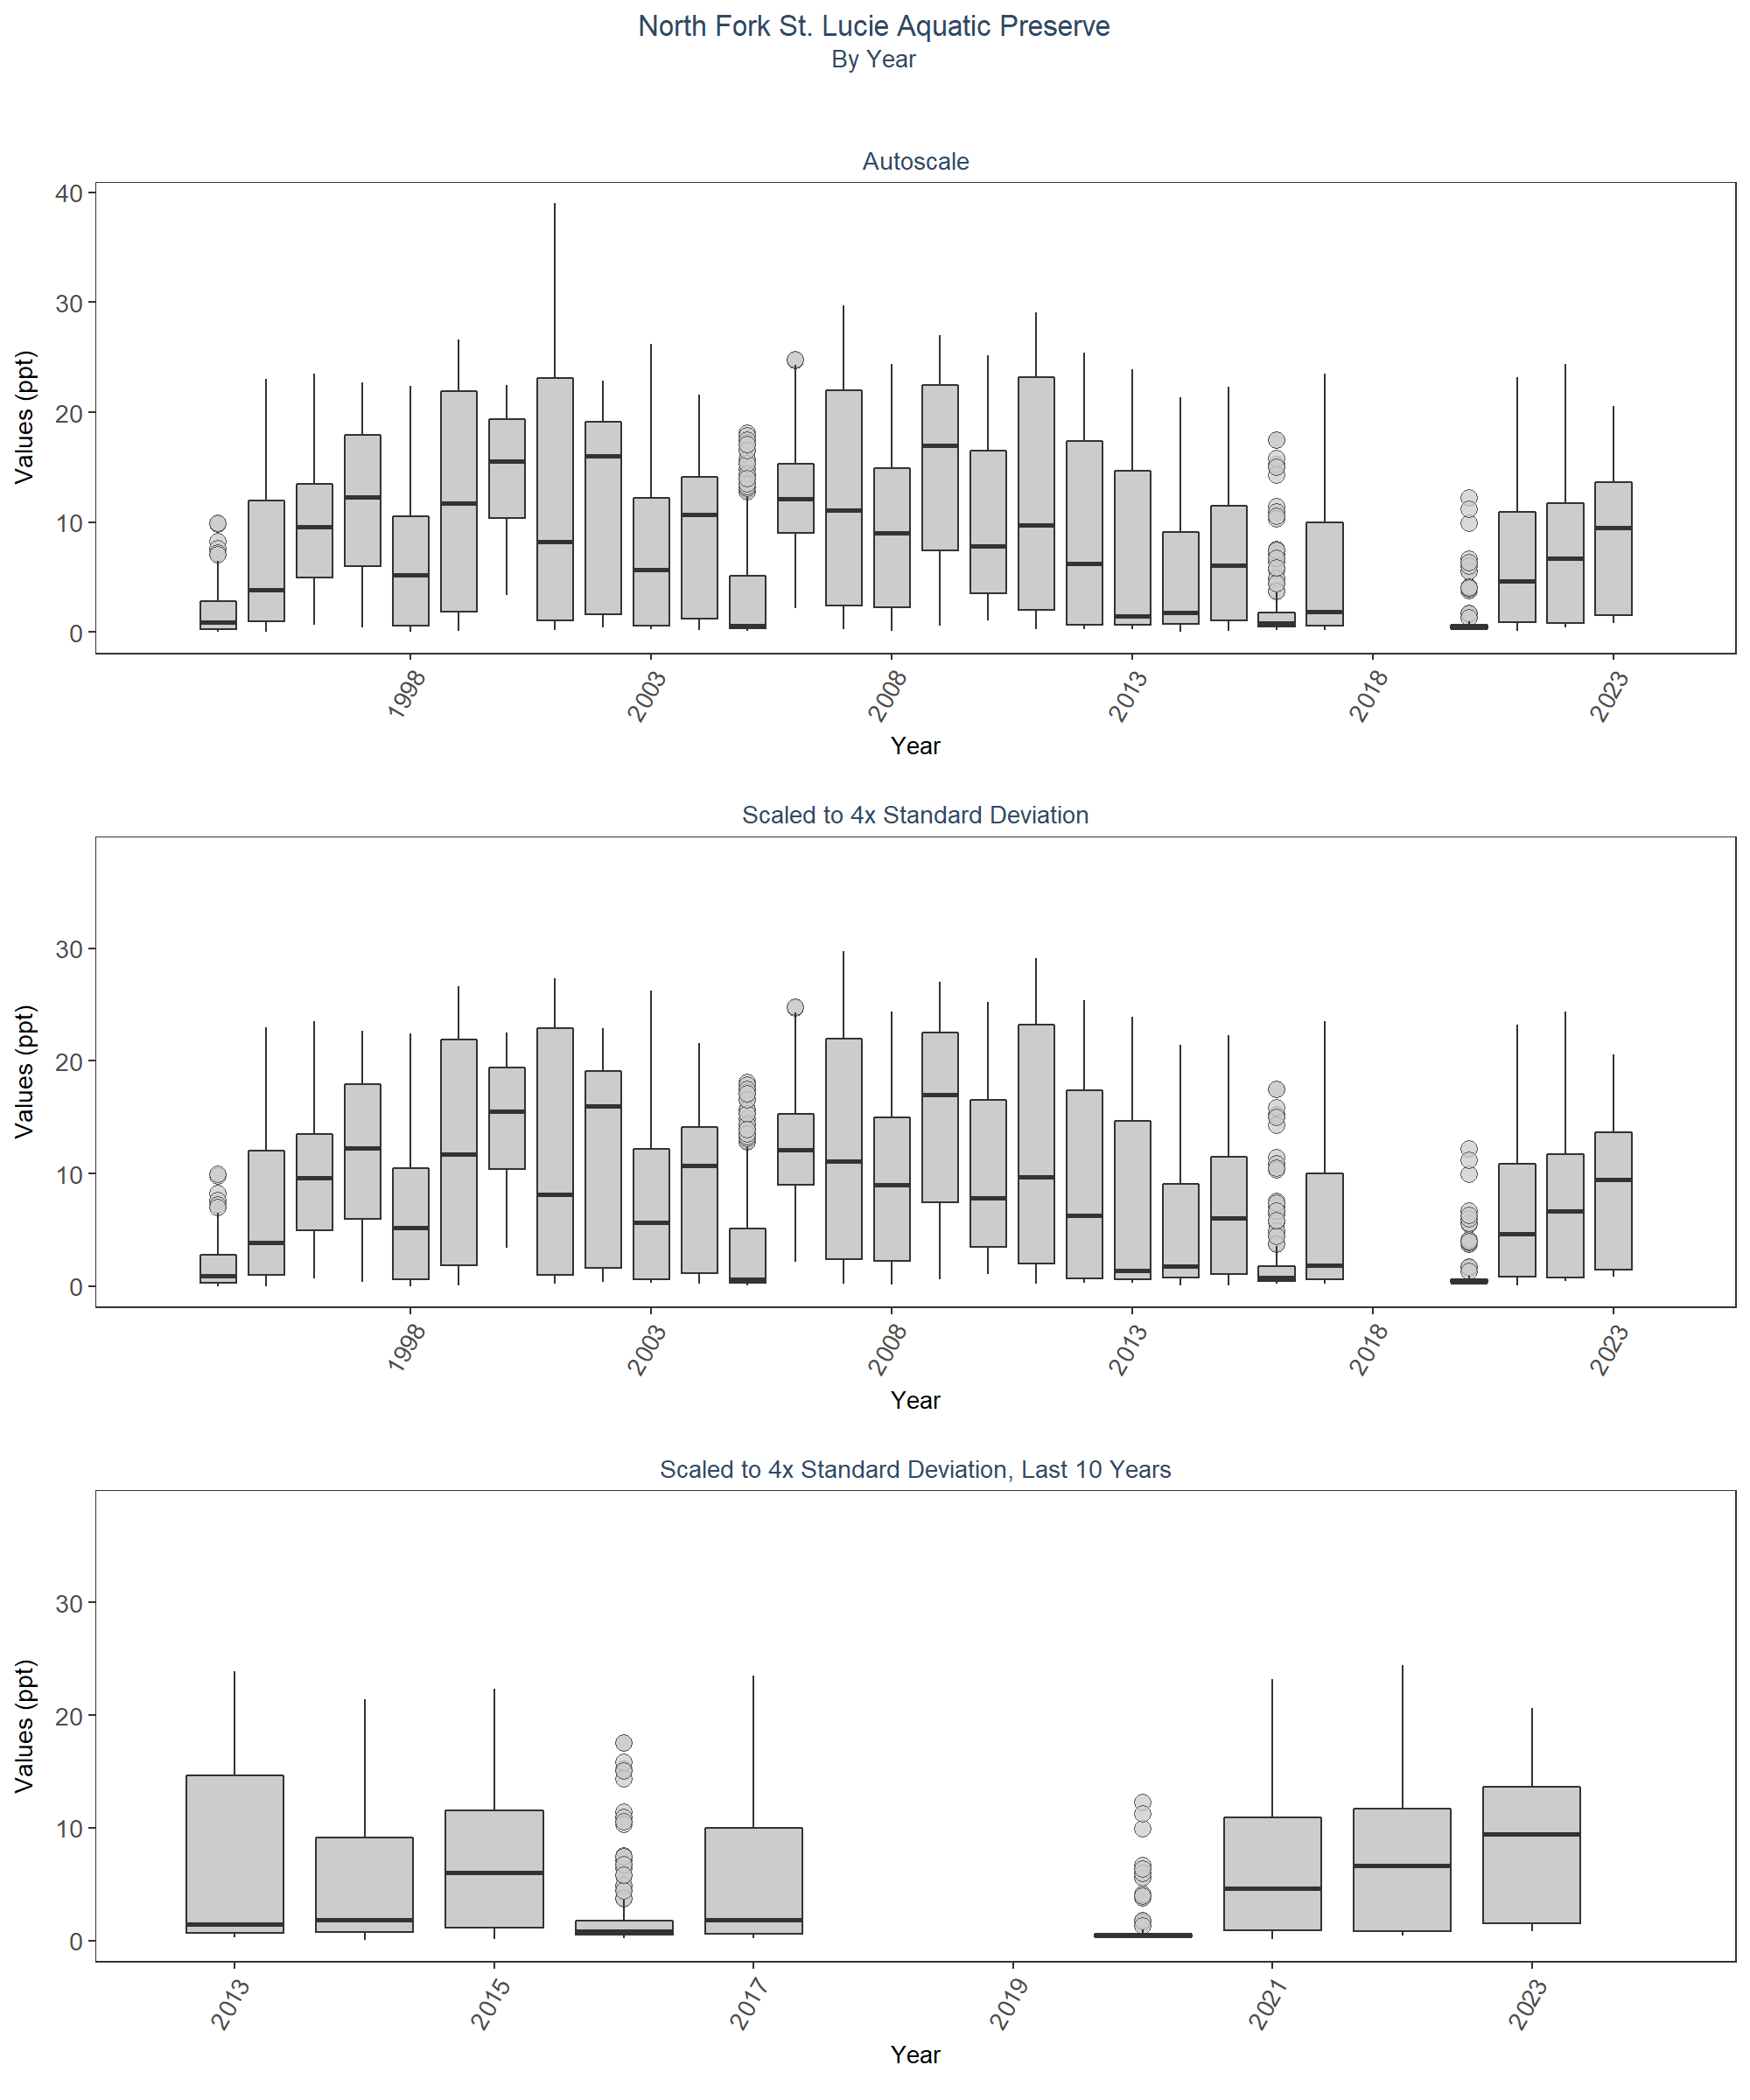 North Fork St. Lucie Aquatic Preserve
By Year
Autoscale
40
30
20
10
0
Values (ppt)
1998 2003 2008 2013 2018 2023
Year
Scaled to 4x Standard Deviation
30
20
10
0
Values (ppt)
1998 2003 2008 2013 2018 2023
Year
Scaled to 4x Standard Deviation, Last 10 Years
30
20
10
0
Values (ppt)
2013 2015 2017 2019 2021 2023
Year